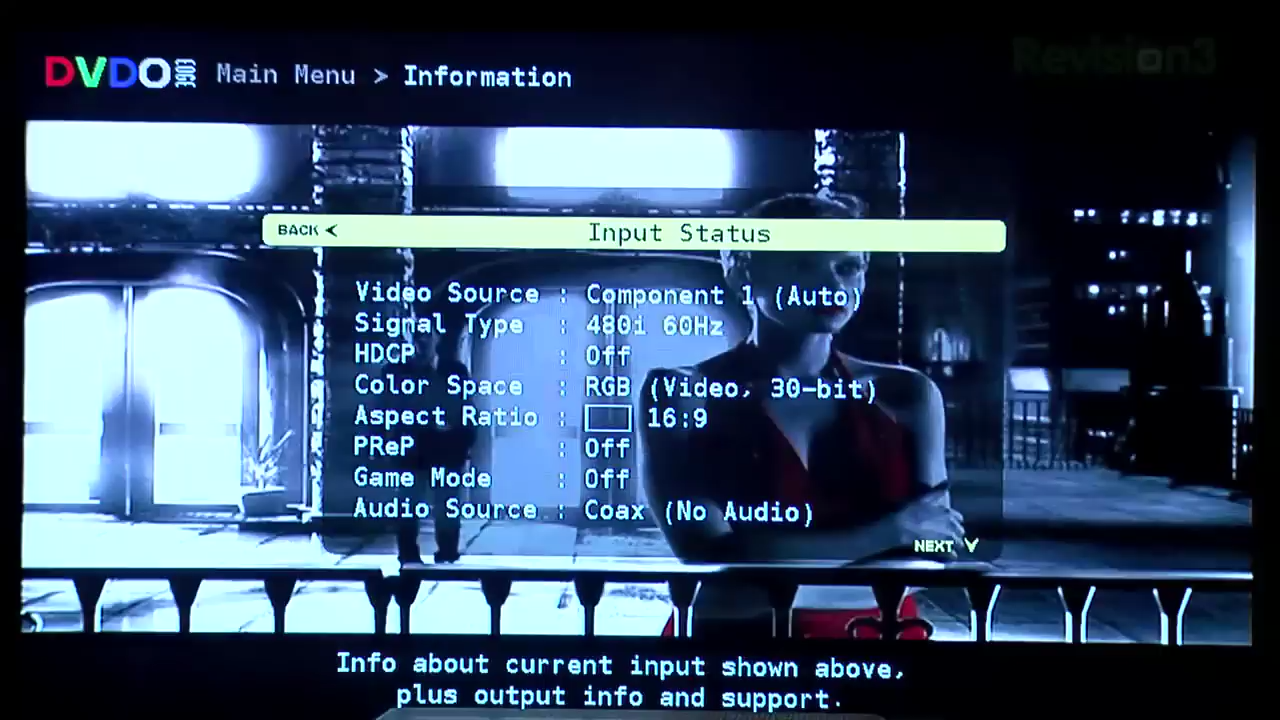 DVDO EDGE Main Menu > Information
Revision3
BACK < Input Status
Video Source : Component 1 (Auto)
Signal Type : 480i 60Hz
HDCP : Off
Color Space : RGB (Video, 30-bit)
Aspect Ratio : 16:9
PReP : Off
Game Mode : Off
Audio Source : Coax (No Audio)
NEXT
Info about current input shown above,
plus output info and support.